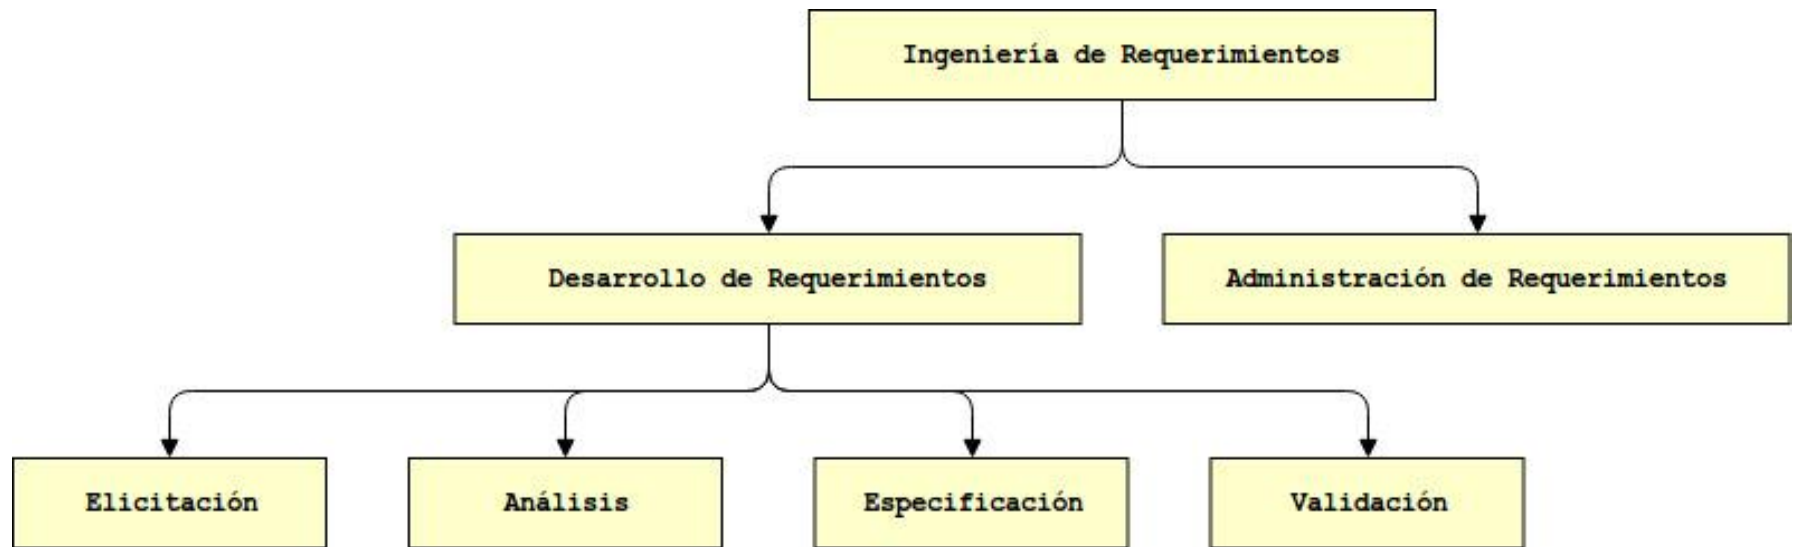 Ingeniería de Requerimientos
Desarrollo de Requerimientos
Administración de Requerimientos
Elicitación
Análisis
Especificación
Validación